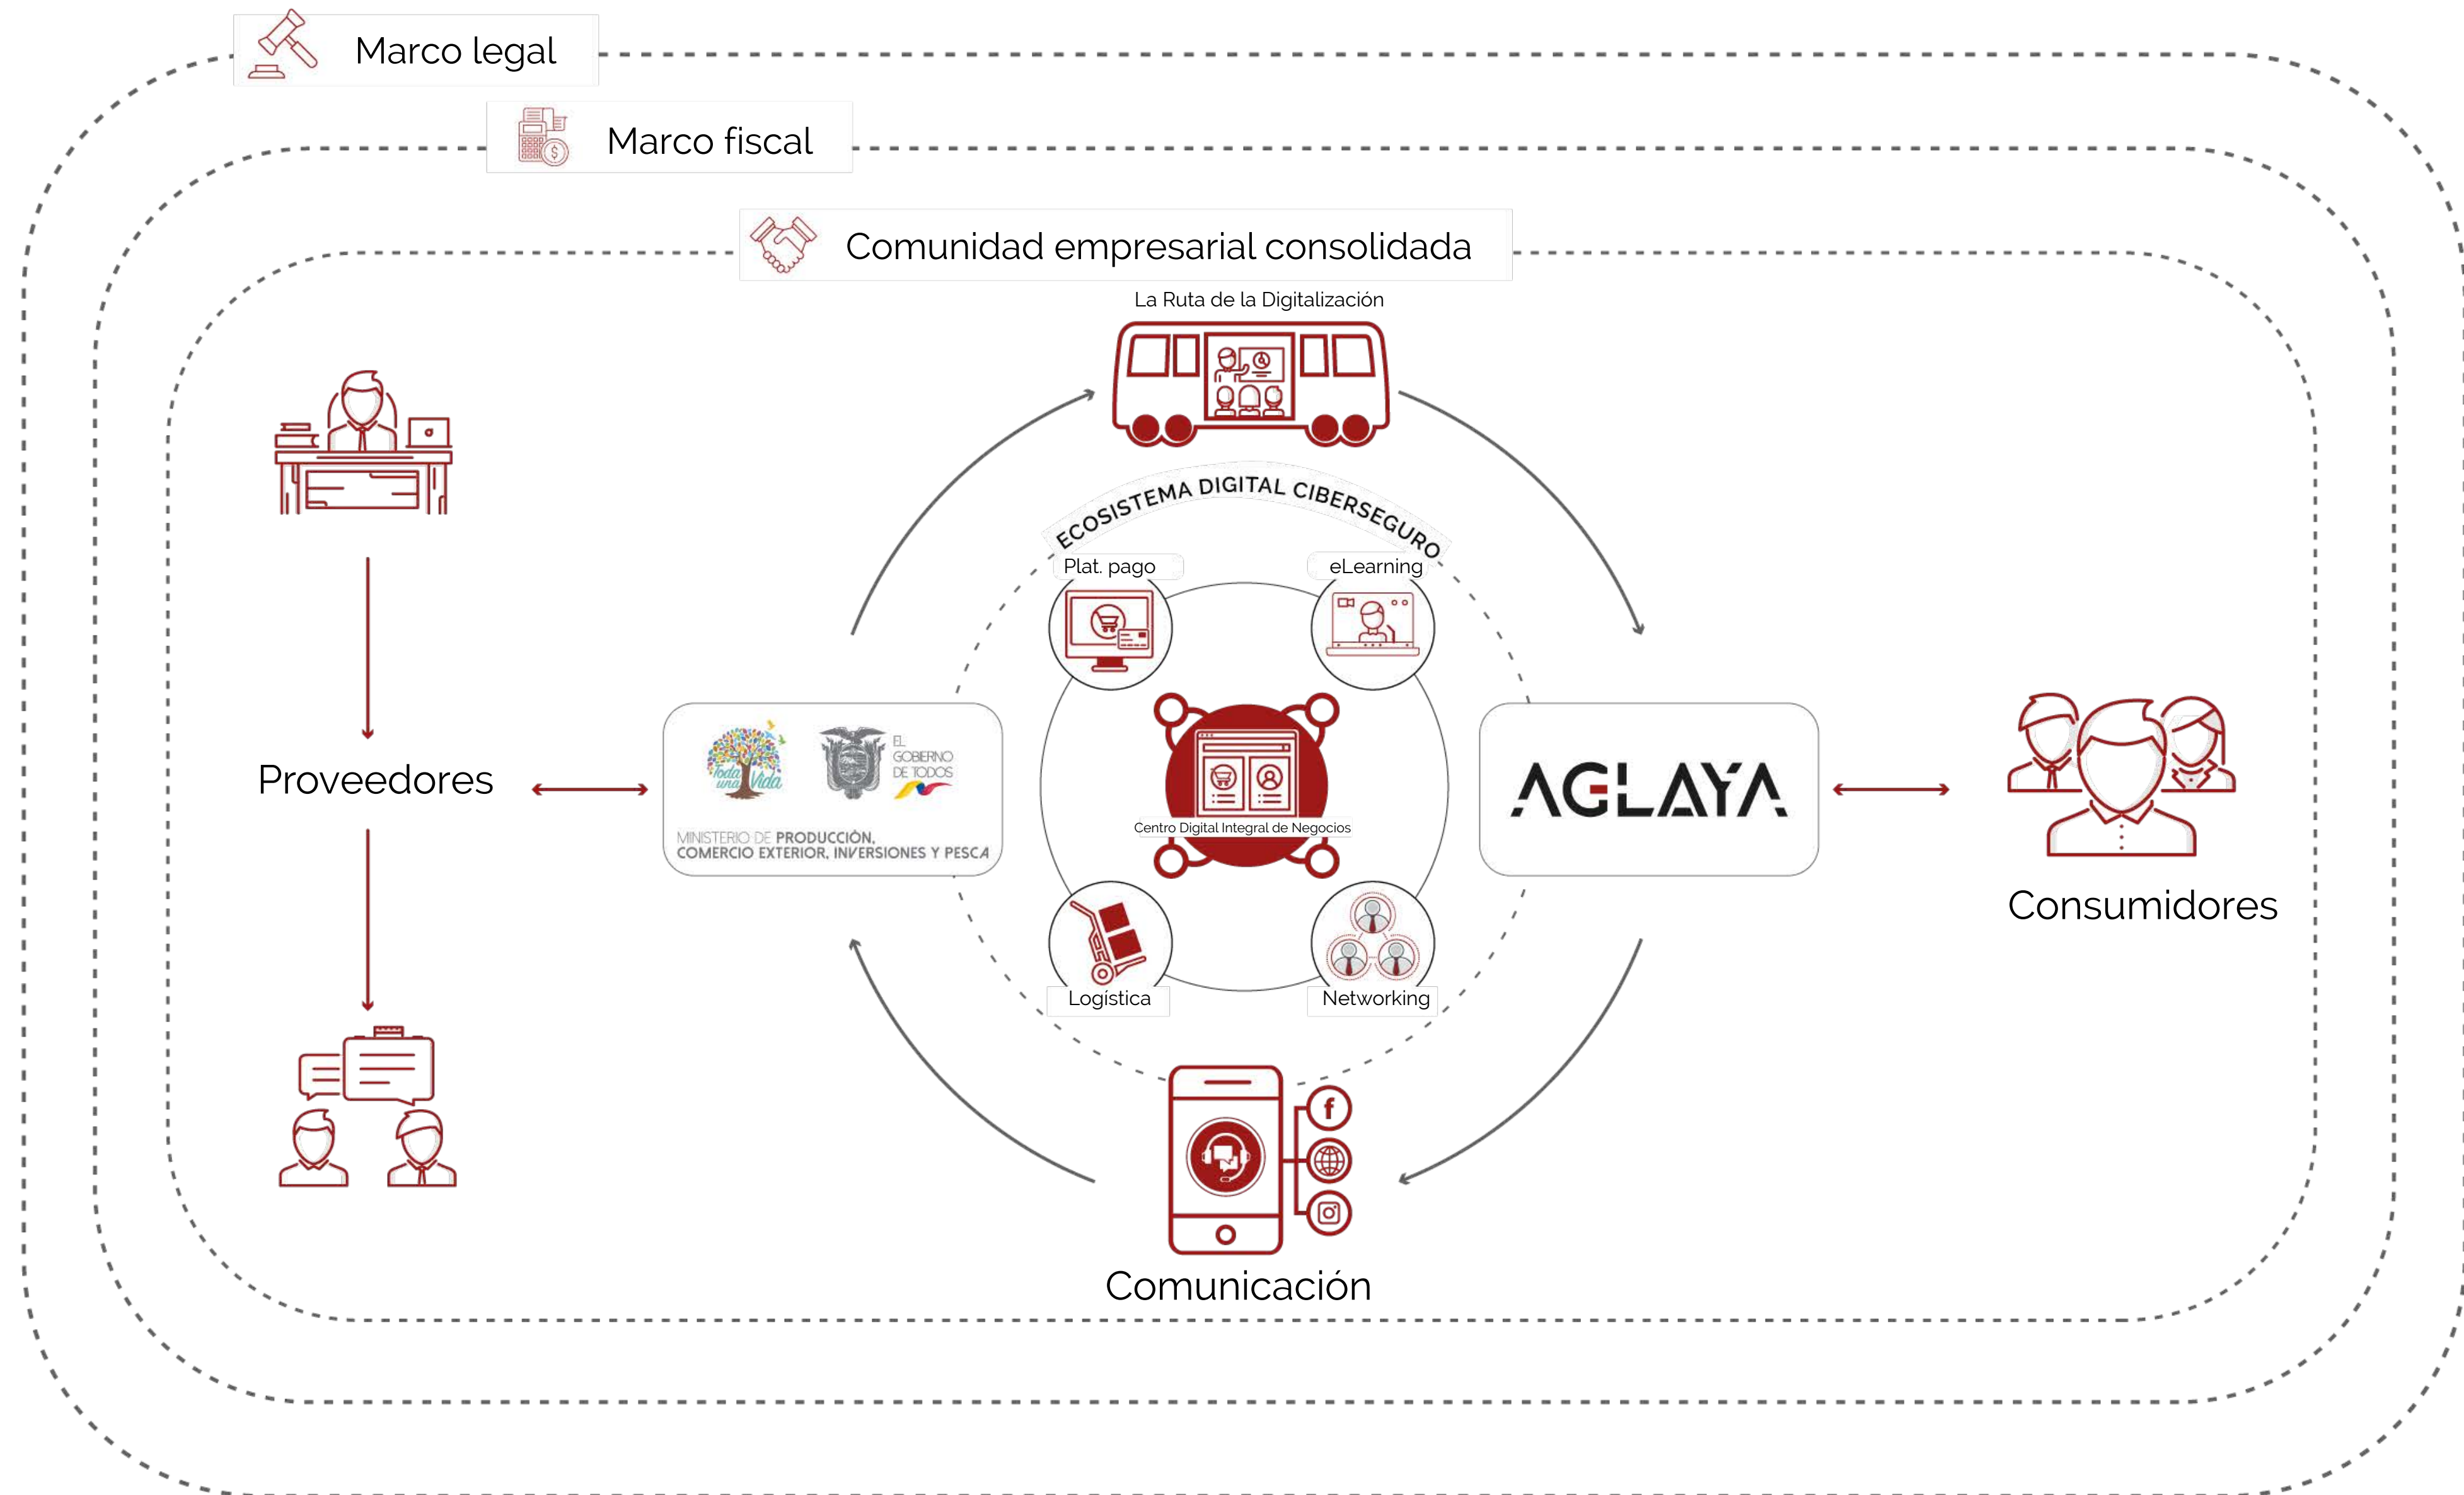 Marco legal
Marco fiscal
Comunidad empresarial consolidada
La Ruta de la Digitalización
ECOSISTEMA DIGITAL CIBERSEGURO
Plat. pago
eLearning
Proveedores
Toda
una Vida
EL
GOBIERNO
DE TODOS
MINISTERIO DE PRODUCCIÓN,
COMERCIO EXTERIOR, INVERSIONES Y PESCA
Centro Digital Integral de Negocios
AGLAYA
Consumidores
Logística
Networking
Comunicación